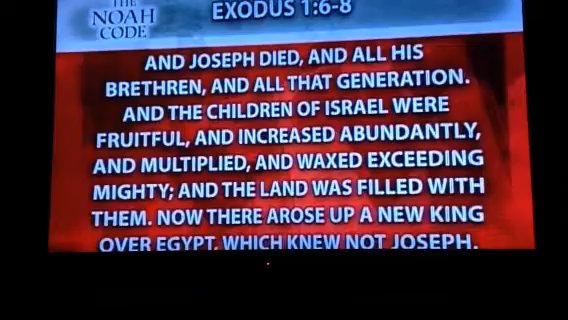 THE
NOAH
CODE
EXODUS 1:6-8
AND JOSEPH DIED, AND ALL HIS
BRETHREN, AND ALL THAT GENERATION.
AND THE CHILDREN OF ISRAEL WERE
FRUITFUL, AND INCREASED ABUNDANTLY,
AND MULTIPLIED, AND WAXED EXCEEDING
MIGHTY; AND THE LAND WAS FILLED WITH
THEM. NOW THERE AROSE UP A NEW KING
OVER EGYPT, WHICH KNEW NOT JOSEPH.